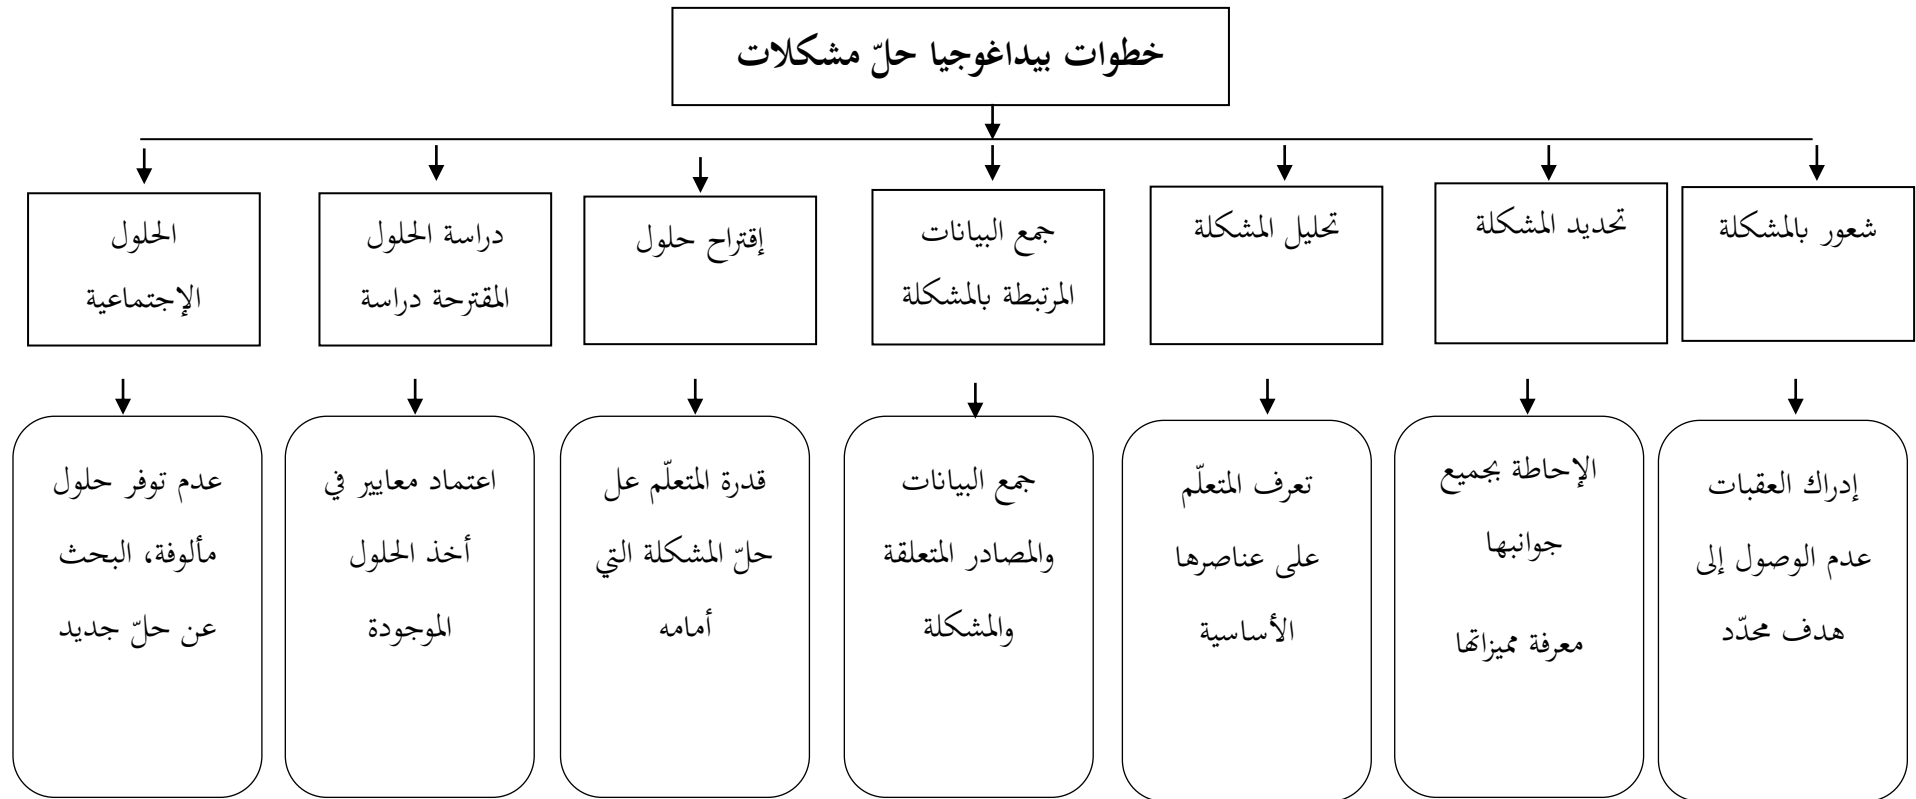 خطوات بيداغوجيا حلّ مشكلات
شعور بالمشكلة
تحديد المشكلة
تحليل المشكلة
جمع البيانات
المرتبطة بالمشكلة
إقتراح حلول
دراسة الحلول
المقترحة دراسة
الحلول
الإجتماعية
إدراك العقبات
عدم الوصول إلى
هدف محدّد
الإحاطة بجميع
جوانبها
معرفة مميزاتها
تعرف المتعلّم
على عناصرها
الأساسية
جمع البيانات
والمصادر المتعلقة
والمشكلة
قدرة المتعلّم عل
حلّ المشكلة التي
أمامه
اعتماد معايير في
أخذ الحلول
الموجودة
عدم توفر حلول
مألوفة، البحث
عن حلّ جديد